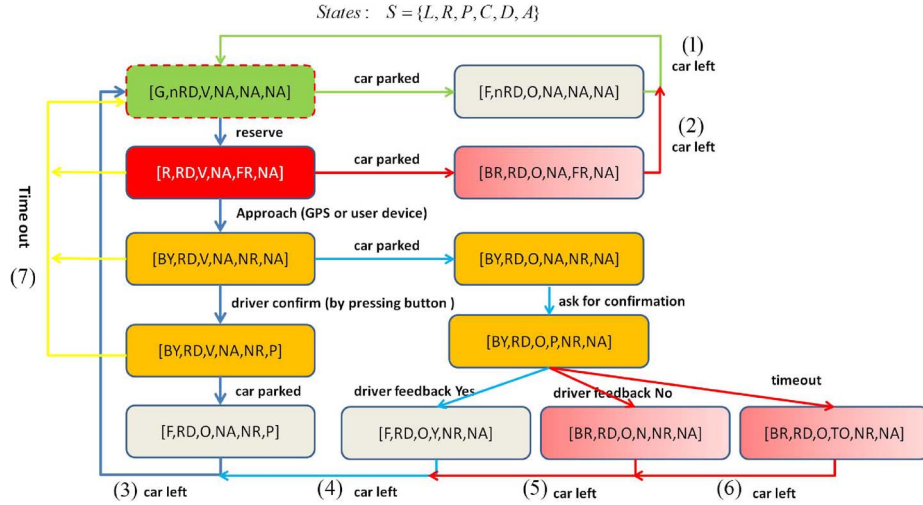 States: S = {L, R, P, C, D, A}
(1)
car left
[G,nRD,V,NA,NA,NA]
car parked
[F,nRD,O,NA,NA,NA]
reserve
(2)
car left
[R,RD,V,NA,FR,NA]
car parked
[BR,RD,O,NA,FR,NA]
Approach (GPS or user device)
Time out
(7)
[BY,RD,V,NA,NR,NA]
car parked
[BY,RD,O,NA,NR,NA]
driver confirm (by pressing button )
ask for confirmation
[BY,RD,V,NA,NR,P]
[BY,RD,O,P,NR,NA]
car parked
driver feedback Yes
driver feedback No
timeout
[F,RD,O,NA,NR,P]
[F,RD,O,Y,NR,NA]
[BR,RD,O,N,NR,NA]
[BR,RD,O,TO,NR,NA]
(3) car left
(4) car left
(5) car left
(6) car left